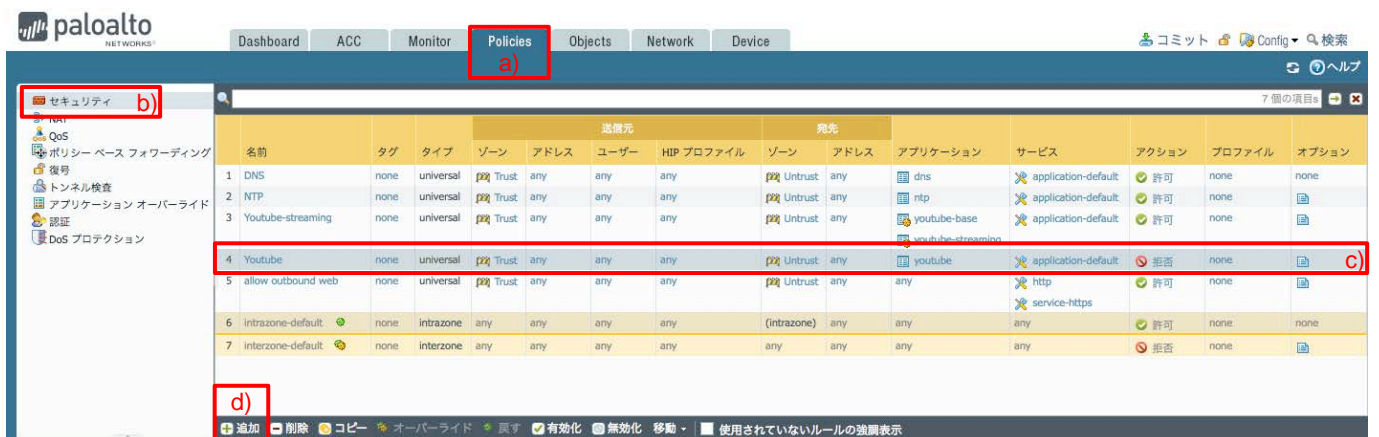 paloalto
NETWORKS®
Dashboard ACC Monitor Policies Objects Network Device
コミット Config 検索
a)
ヘルプ
セキュリティ b)
7 個の項目s
NAT
QoS
ポリシー ベース フォワーディング
復号
トンネル検査
アプリケーション オーバーライド
認証
DoS プロテクション
送信元 宛先
名前 タグ タイプ ゾーン アドレス ユーザー HIP プロファイル ゾーン アドレス アプリケーション サービス アクション プロファイル オプション
1 DNS none universal Trust any any any Untrust any dns application-default 許可 none none
2 NTP none universal Trust any any any Untrust any ntp application-default 許可 none
3 Youtube-streaming none universal Trust any any any Untrust any youtube-base application-default 許可 none
youtube-streaming
4 Youtube none universal Trust any any any Untrust any youtube application-default 拒否 none c)
5 allow outbound web none universal Trust any any any Untrust any any http 許可 none
service-https
6 intrazone-default none intrazone any any any any (intrazone) any any any 許可 none none
7 interzone-default none interzone any any any any any any any any 拒否 none
d)
追加 削除 コピー オーバーライド 戻す 有効化 無効化 移動 使用されていないルールの強調表示